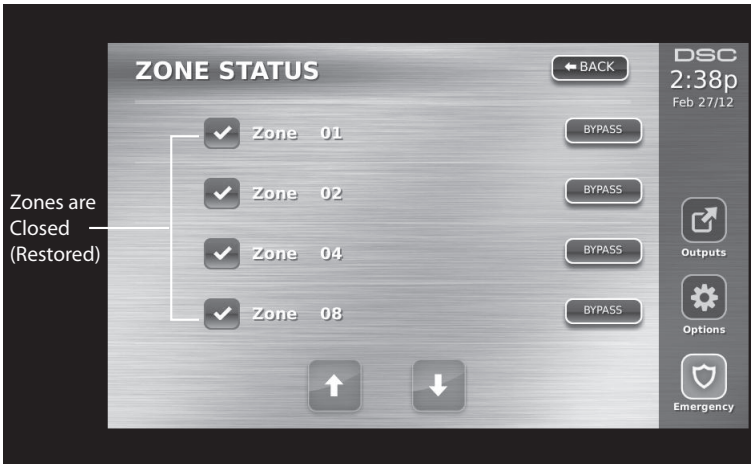 ZONE STATUS
BACK
DSC
2:38p
Feb 27/12
Zone 01
BYPASS
Zone 02
BYPASS
Zones are
Closed
(Restored)
Zone 04
BYPASS
Zone 08
BYPASS
Outputs
Options
Emergency